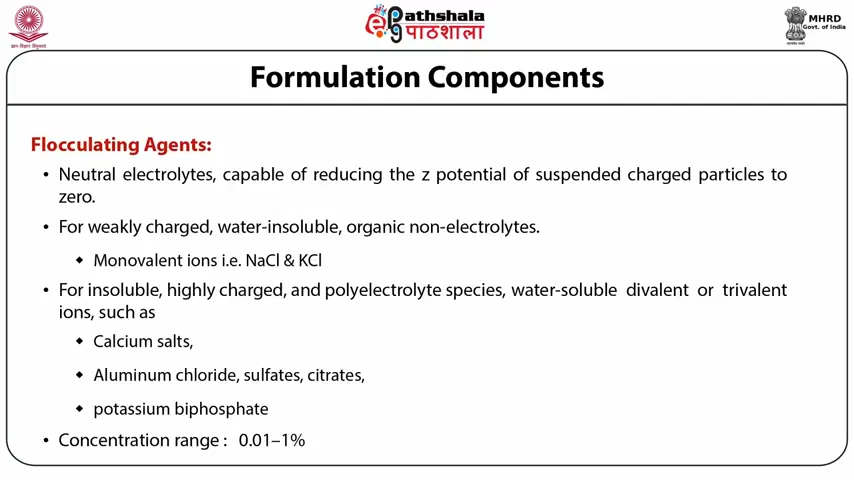 Pathshala
पाठशाला
MHRD
Govt. of India
Formulation Components
Flocculating Agents:
• Neutral electrolytes, capable of reducing the z potential of suspended charged particles to
zero.
• For weakly charged, water-insoluble, organic non-electrolytes.
◆ Monovalent ions i.e. NaCl & KCl
• For insoluble, highly charged, and polyelectrolyte species, water-soluble divalent or trivalent
ions, such as
◆ Calcium salts,
◆ Aluminum chloride, sulfates, citrates,
◆ potassium biphosphate
• Concentration range : 0.01–1%